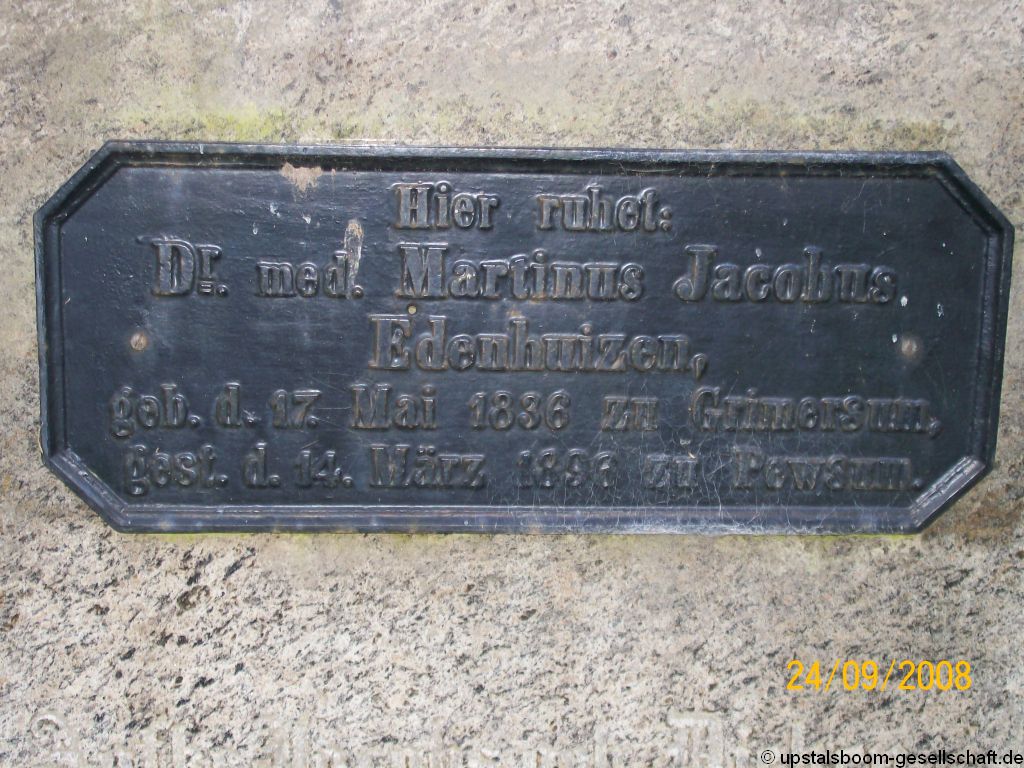 Hier ruhet:
Dr. med. Martinus Jacobus
Edenhuizen,
geb. d. 17. Mai 1836 zu Grimersum,
gest. d. 14. März 1896 zu Pewsum.
24/09/2008
© upstalsboom-gesellschaft.de